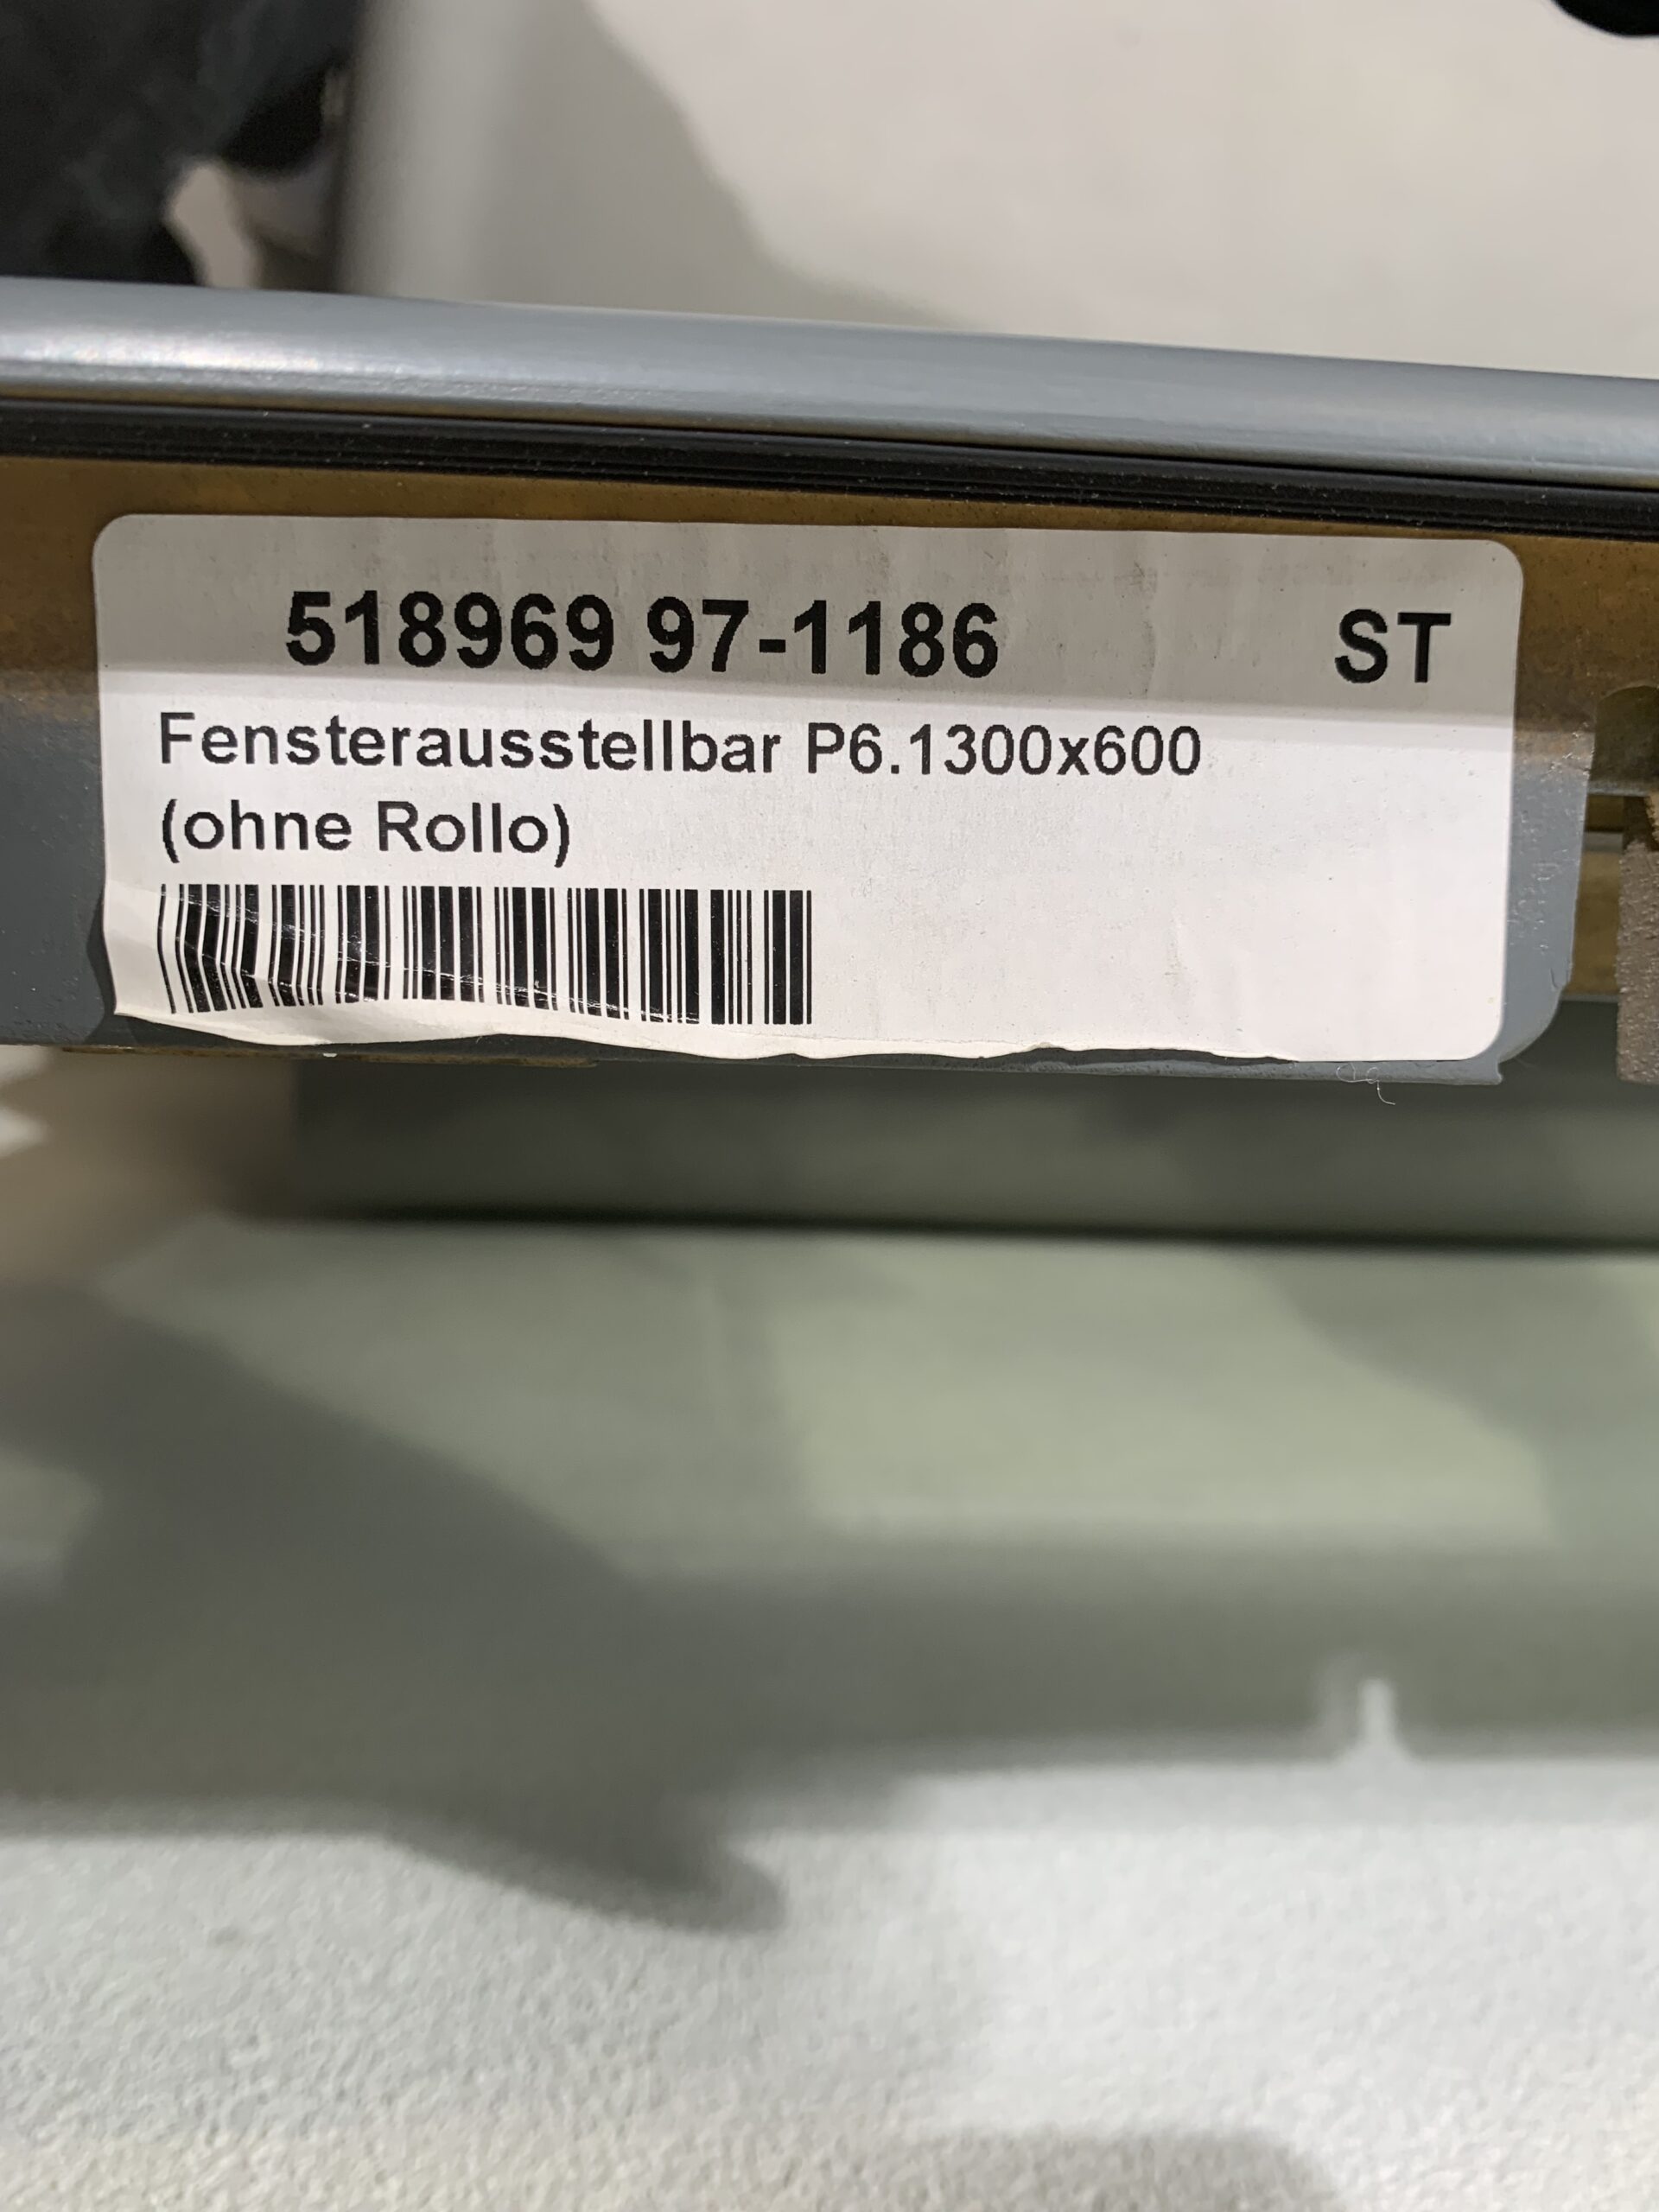 518969 97-1186 ST
Fensterausstellbar P6.1300x600
(ohne Rollo)